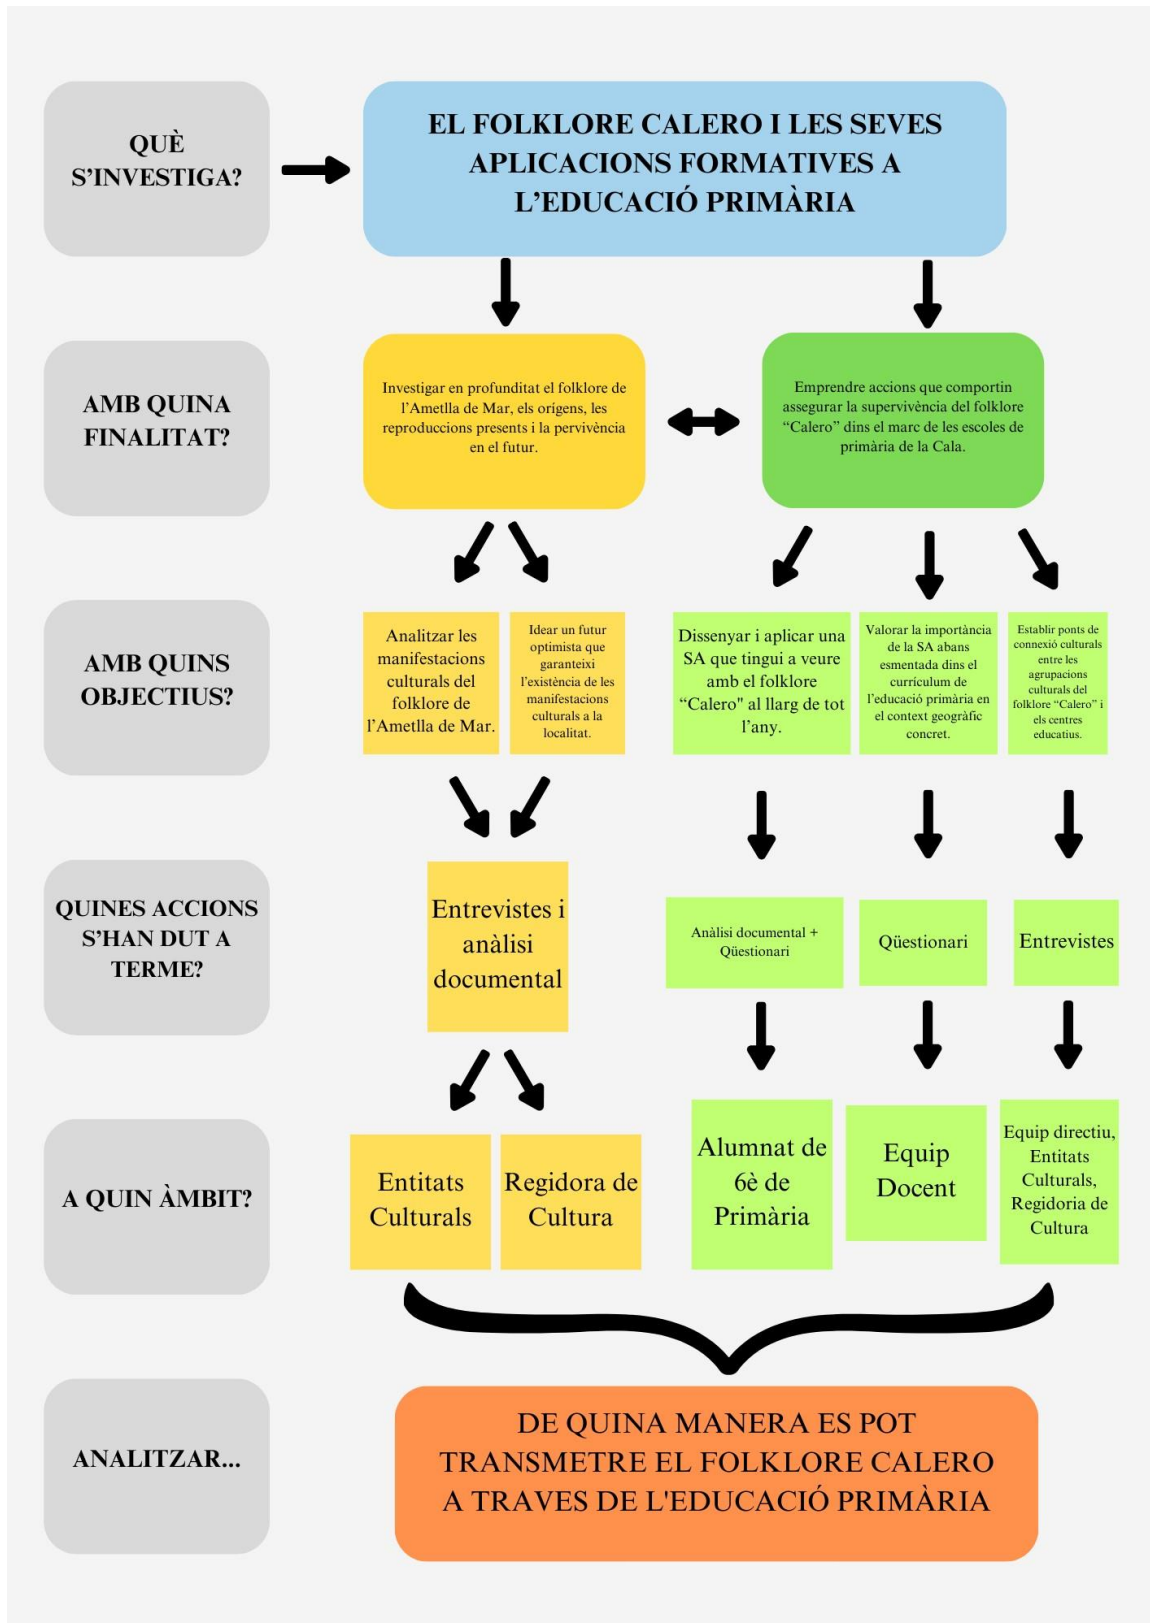 QUÈ
S'INVESTIGA?
EL FOLKLORE CALERO I LES SEVES
APLICACIONS FORMATIVES A
L'EDUCACIÓ PRIMÀRIA
AMB QUINA
FINALITAT?
Investigar en profunditat el folklore de
l'Ametlla de Mar, els orígens, les
reproduccions presents i la pervivència
en el futur.
Emprendre accions que comportin
assegurar la supervivència del folklore
“Calero” dins el marc de les escoles de
primària de la Cala.
AMB QUINS
OBJECTIUS?
Analitzar les
manifestacions
culturals del
folklore de
l'Ametlla de Mar.
Idear un futur
optimista que
garanteixi
l'existència de les
manifestacions
culturals a la
localitat.
Dissenyar i aplicar una
SA que tingui a veure
amb el folklore
“Calero" al llarg de tot
l'any.
Valorar la importància
de la SA abans
esmentada dins el
currículum de
l'educació primària en
el context geogràfic
concret.
Establir ponts de
connexió culturals
entre les
agrupacions
culturals del
folklore “Calero” i
els centres
educatius.
QUINES ACCIONS
S'HAN DUT A
TERME?
Entrevistes i
anàlisi
documental
Anàlisi documental +
Qüestionari
Qüestionari
Entrevistes
A QUIN ÀMBIT?
Entitats
Culturals
Regidora de
Cultura
Alumnat de
6è de
Primària
Equip
Docent
Equip directiu,
Entitats
Culturals,
Regidoria de
Cultura
ANALITZAR...
DE QUINA MANERA ES POT
TRANSMETRE EL FOLKLORE CALERO
A TRAVES DE L'EDUCACIÓ PRIMÀRIA